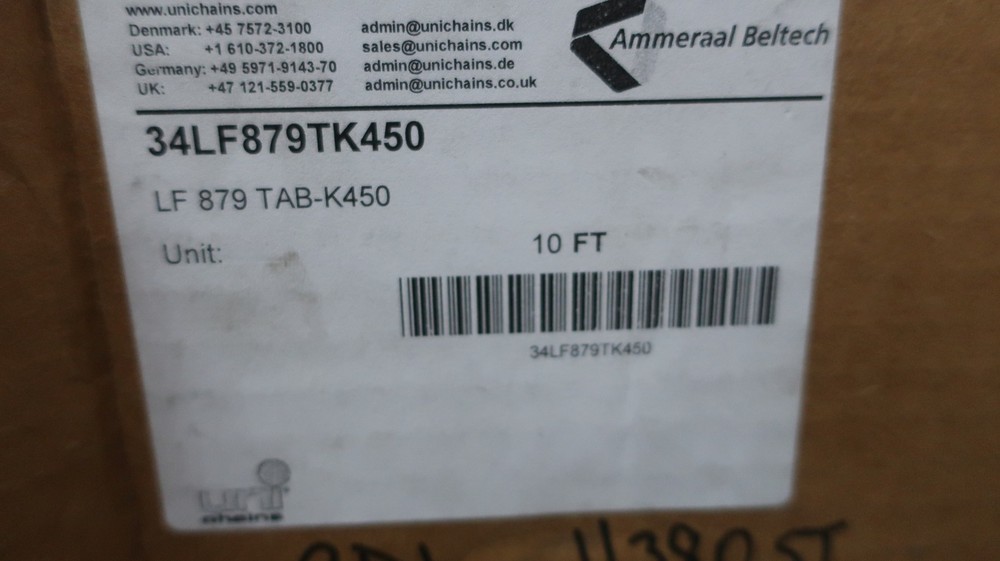 www.unichains.com
Denmark: +45 7572-3100 admin@unichains.dk
USA: +1 610-372-1800 sales@unichains.com
Germany: +49 5971-9143-70 admin@unichains.de
UK: +47 121-559-0377 admin@unichains.co.uk
Ammeraal Beltech
34LF879TK450
LF 879 TAB-K450
Unit: 10 FT
34LF879TK450
uni
chains